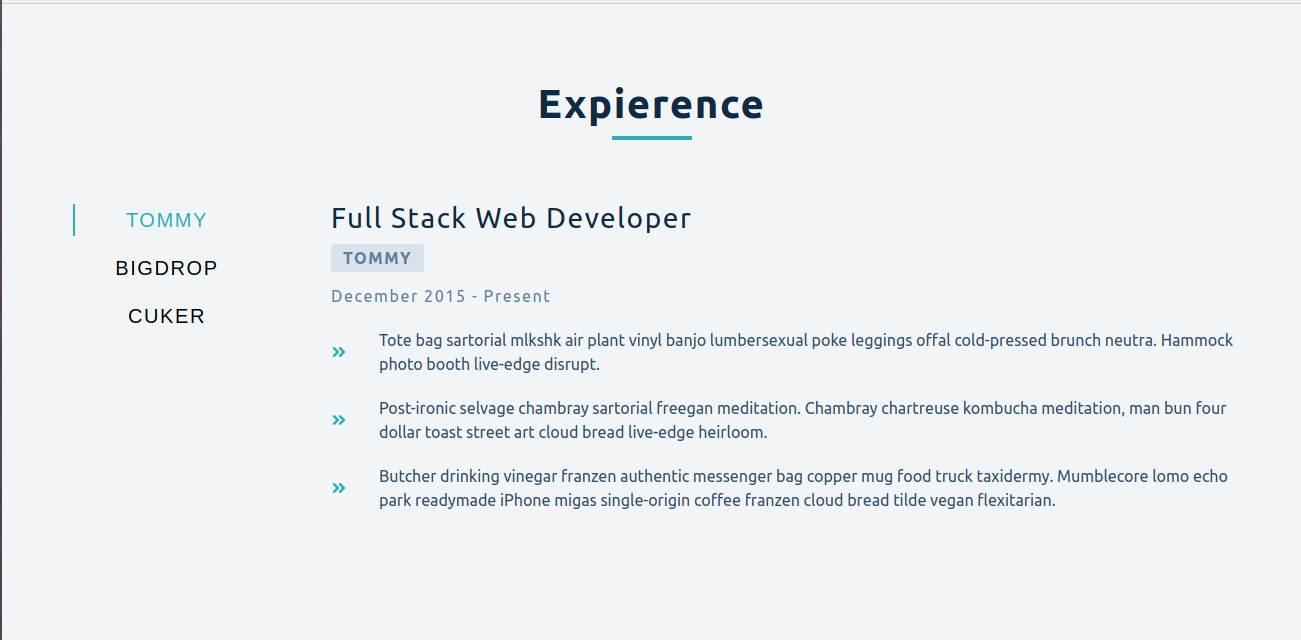 Expierence
TOMMY
BIGDROP
CUKER
Full Stack Web Developer
TOMMY
December 2015 - Present
Tote bag sartorial mlkshk air plant vinyl banjo lumbersexual poke leggings offal cold-pressed brunch neutra. Hammock
photo booth live-edge disrupt.
Post-ironic selvage chambray sartorial freegan meditation. Chambray chartreuse kombucha meditation, man bun four
dollar toast street art cloud bread live-edge heirloom.
Butcher drinking vinegar franzen authentic messenger bag copper mug food truck taxidermy. Mumblecore lomo echo
park readymade iPhone migas single-origin coffee franzen cloud bread tilde vegan flexitarian.